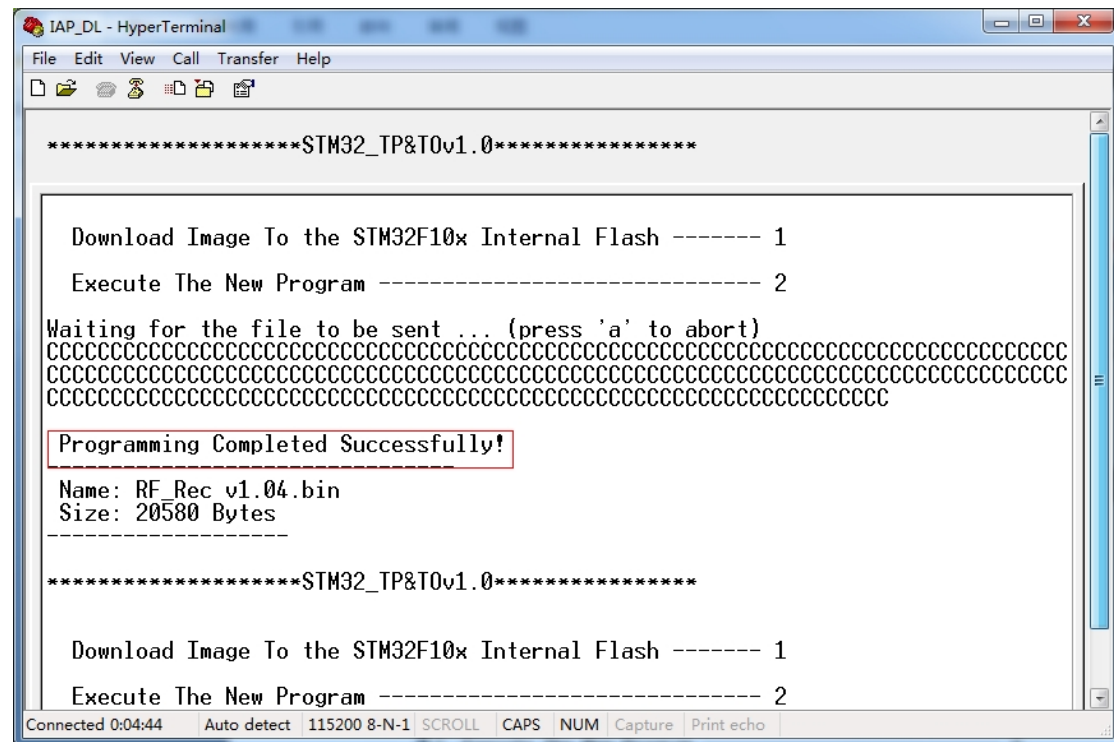 IAP_DL - HyperTerminal
File Edit View Call Transfer Help
********************STM32_TP&TOv1.0****************
Download Image To the STM32F10x Internal Flash ------- 1
Execute The New Program ------------------------------ 2
Waiting for the file to be sent ... (press 'a' to abort)
CCCCCCCCCCCCCCCCCCCCCCCCCCCCCCCCCCCCCCCCCCCCCCCCCCCCCCCCCCCCCCCCCCCCCCCCCCCCCCCC
CCCCCCCCCCCCCCCCCCCCCCCCCCCCCCCCCCCCCCCCCCCCCCCCCCCCCCCCCCCCCCCCCCCCCCCCCCCCCCCC
CCCCCCCCCCCCCCCCCCCCCCCCCCCCCCCCCCCCCCCCCCCCCCCCCCCCCCCCCCCCCCCCCC
Programming Completed Successfully!
--------------------------------
Name: RF_Rec v1.04.bin
Size: 20580 Bytes
-------------------
********************STM32_TP&TOv1.0****************
Download Image To the STM32F10x Internal Flash ------- 1
Execute The New Program ------------------------------ 2
Connected 0:04:44 Auto detect 115200 8-N-1 SCROLL CAPS NUM Capture Print echo